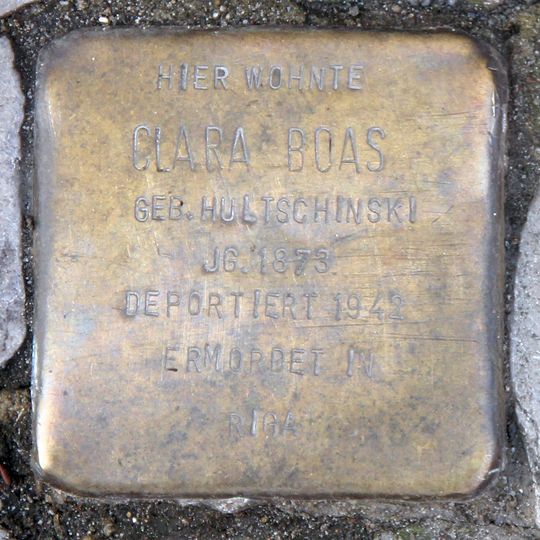 HIER WOHNTE
CLARA BOAS
GEB. HULTSCHINSKI
JG. 1873
DEPORTIERT 1942
ERMORDET IN
RIGA